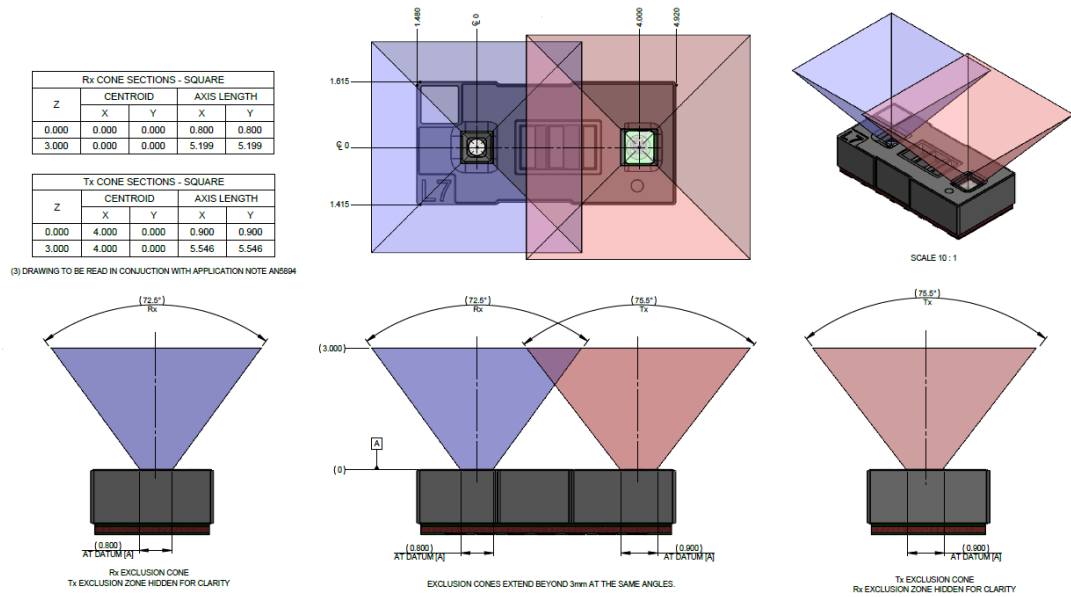 1.480
℄ 0
4.000
4.920
1.615
℄ 0
1.415
L7
Rx CONE SECTIONS - SQUARE
Z CENTROID AXIS LENGTH
X Y X Y
0.000 0.000 0.000 0.800 0.800
3.000 0.000 0.000 5.199 5.199
Tx CONE SECTIONS - SQUARE
Z CENTROID AXIS LENGTH
X Y X Y
0.000 4.000 0.000 0.900 0.900
3.000 4.000 0.000 5.546 5.546
(3) DRAWING TO BE READ IN CONJUCTION WITH APPLICATION NOTE AN5894
L7
SCALE 10 : 1
(72.5°)
Rx
(0.800)
AT DATUM [A]
Rx EXCLUSION CONE
Tx EXCLUSION ZONE HIDDEN FOR CLARITY
(72.5°)
Rx
(75.5°)
Tx
(3.000)
A
(0)
(0.800)
AT DATUM [A]
(0.900)
AT DATUM [A]
EXCLUSION CONES EXTEND BEYOND 3mm AT THE SAME ANGLES.
(75.5°)
Tx
(0.900)
AT DATUM [A]
Tx EXCLUSION CONE
Rx EXCLUSION ZONE HIDDEN FOR CLARITY